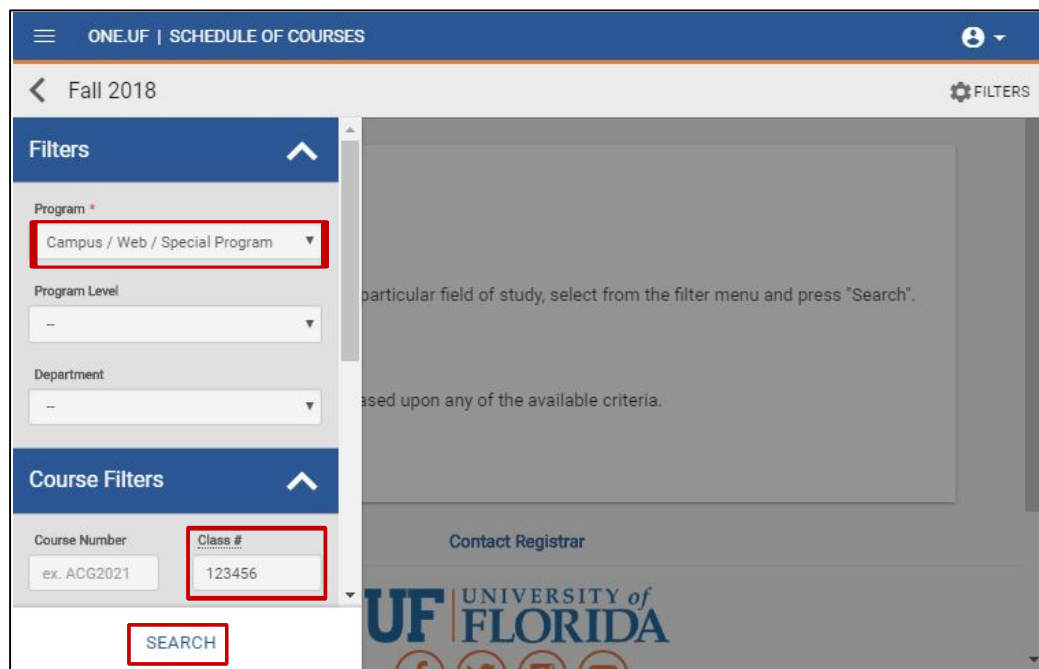 ONE.UF | SCHEDULE OF COURSES
Fall 2018
FILTERS
Filters
Program *
Campus / Web / Special Program
Program Level
--
Department
--
Course Filters
Course Number
Class #
ex. ACG2021
123456
SEARCH
particular field of study, select from the filter menu and press "Search".
ased upon any of the available criteria.
Contact Registrar
UF UNIVERSITY of
FLORIDA